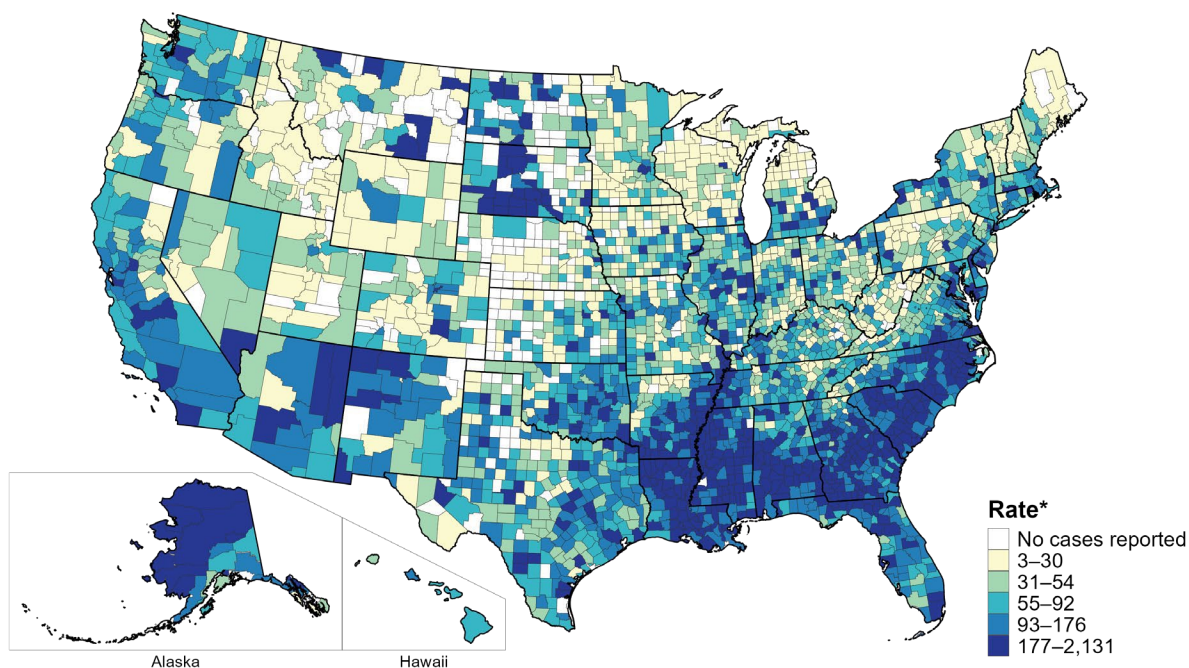 Rate*
No cases reported
3–30
31–54
55–92
93–176
177–2,131
Alaska
Hawaii